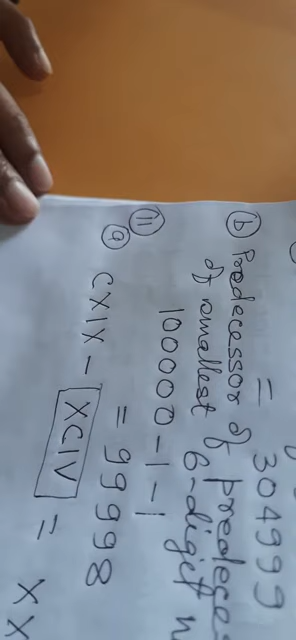 = 304999
(b) Predecessor of predece
of smallest 6-digit n
100000 - 1 - 1
= 99998
(11)
(a) CXIX - XCIV = XX